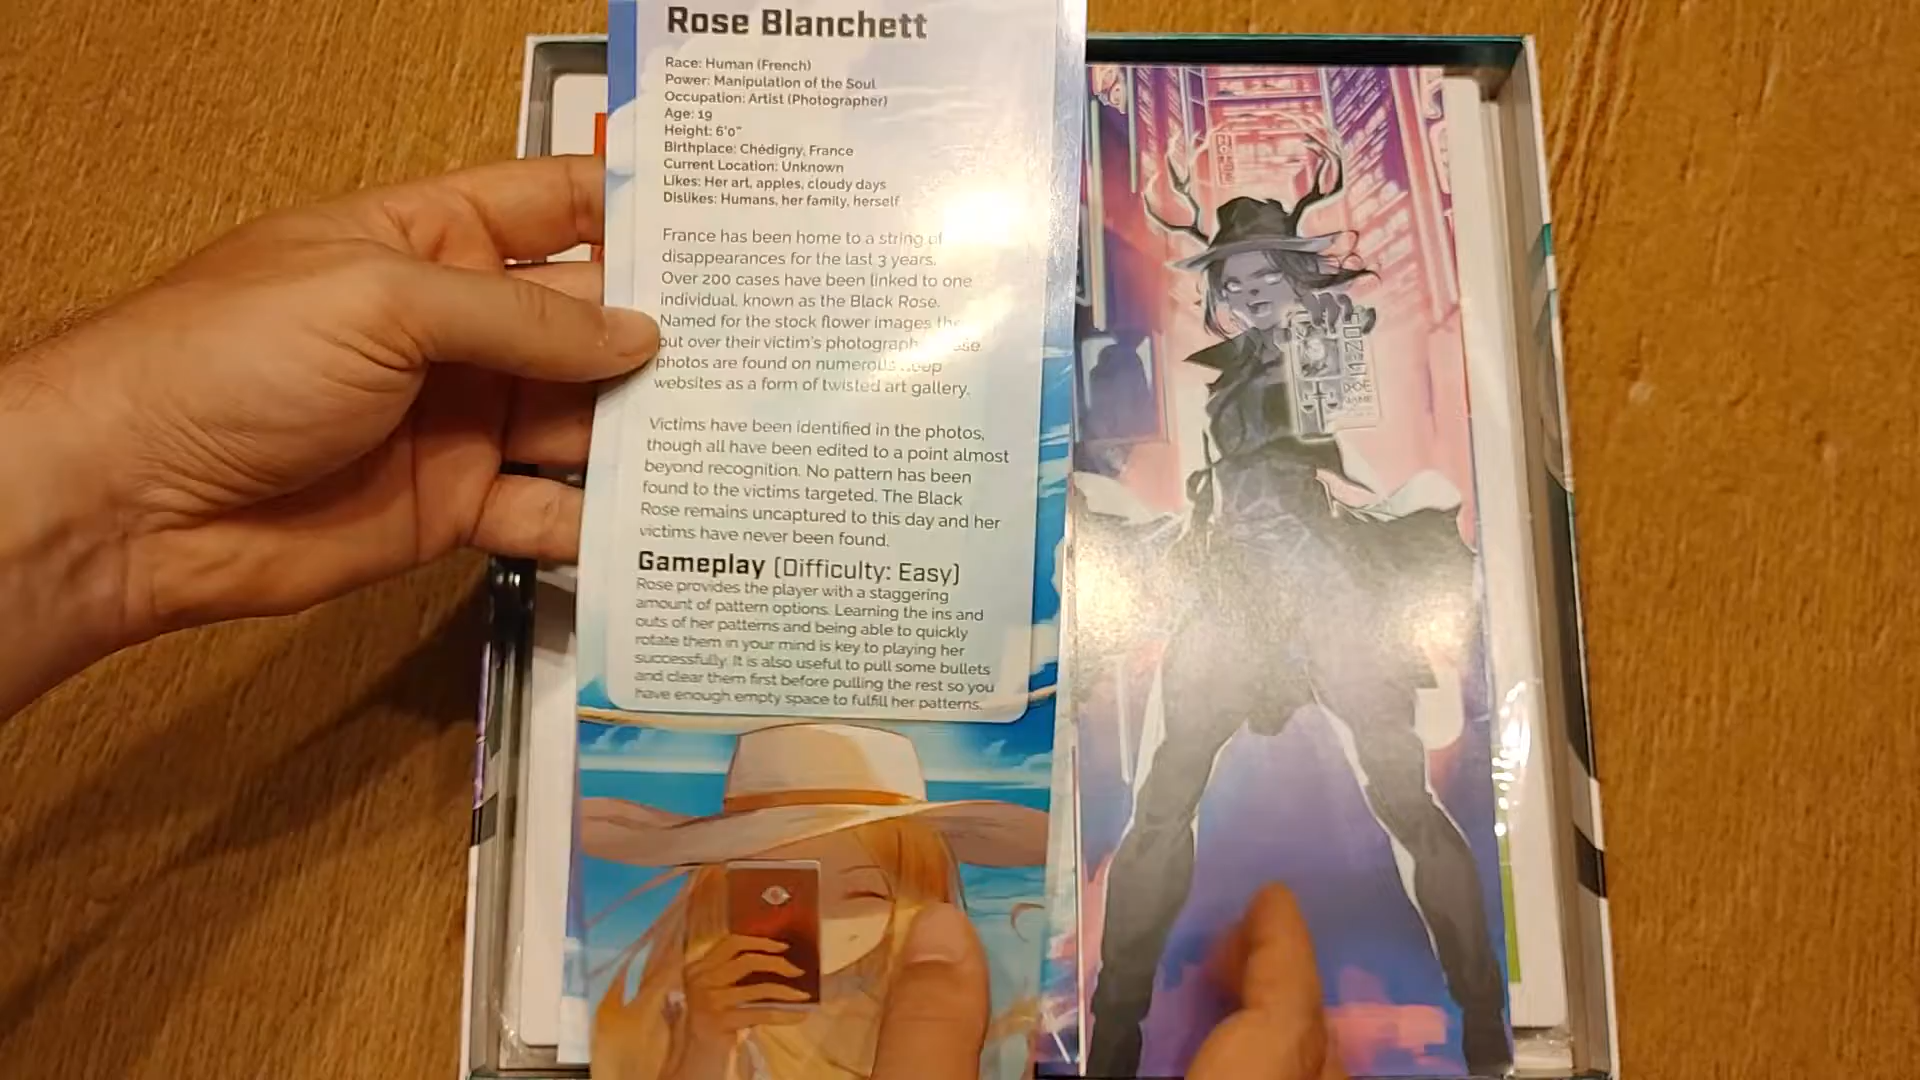 Rose Blanchett
Race: Human (French)
Power: Manipulation of the Soul
Occupation: Artist (Photographer)
Age: 19
Height: 6'0"
Birthplace: Chédigny, France
Current Location: Unknown
Likes: Her art, apples, cloudy days
Dislikes: Humans, her family, herself
France has been home to a string of
disappearances for the last 3 years.
Over 200 cases have been linked to one
individual, known as the Black Rose.
Named for the stock flower images
put over their victim's
photos are found on numerous
websites as a form of twisted art gallery.
Victims have been identified in the photos,
though all have been edited to a point almost
beyond recognition. No pattern has been
found to the victims targeted. The Black
Rose remains uncaptured to this day and her
victims have never been found.
Gameplay (Difficulty: Easy)
Rose provides the player with a staggering
amount of pattern options. Learning the ins and
outs of her patterns and being able to quickly
rotate them in your mind is key to playing her
successfully. It is also useful to pull some bullets
and clear them first before pulling the rest so you
have enough empty space to fulfill her patterns.